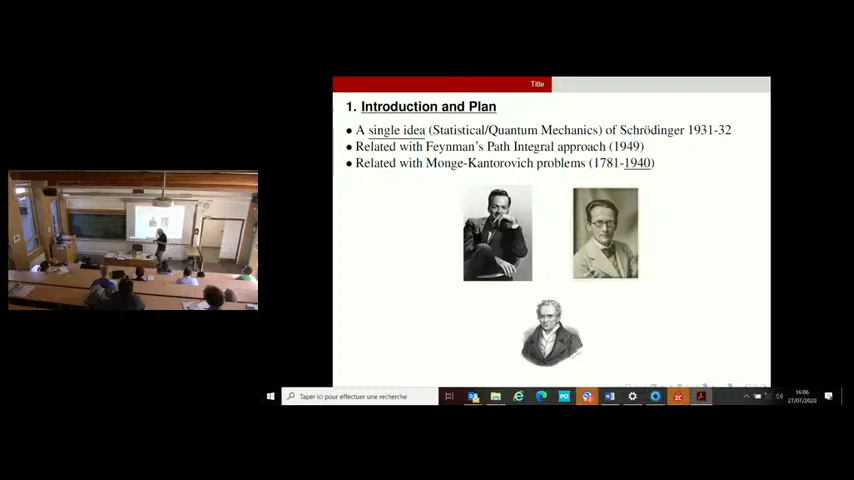 Title
1. Introduction and Plan
• A single idea (Statistical/Quantum Mechanics) of Schrödinger 1931-32
• Related with Feynman's Path Integral approach (1949)
• Related with Monge-Kantorovich problems (1781-1940)
Taper ici pour effectuer une recherche
16:06
27/07/2020